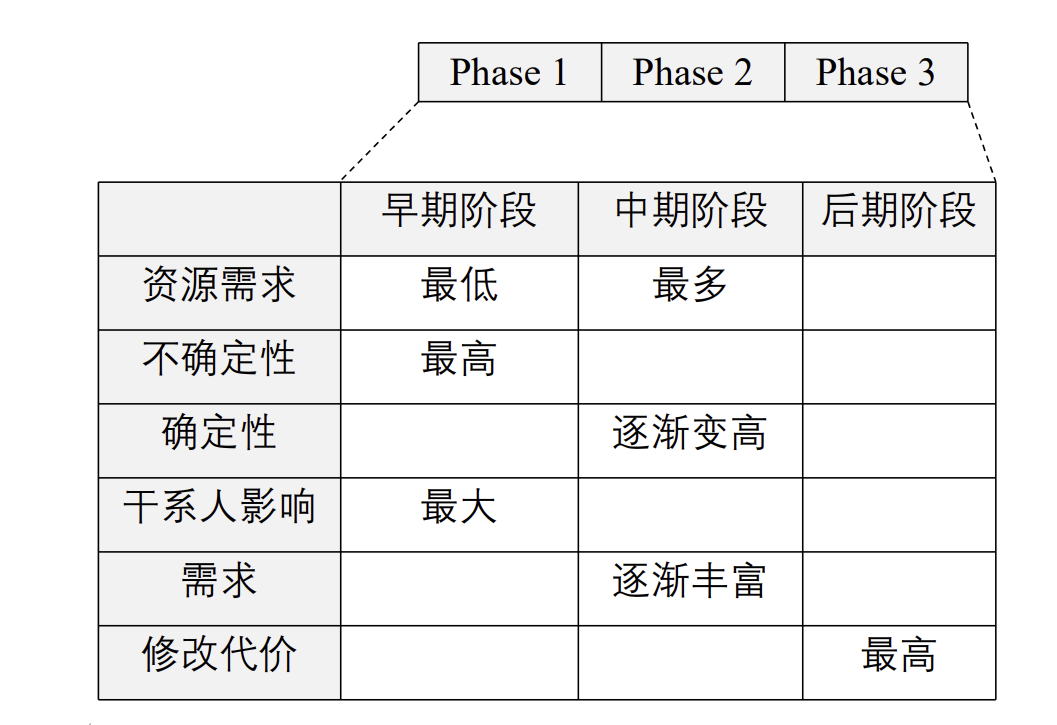 Phase 1 Phase 2 Phase 3
早期阶段 中期阶段 后期阶段
资源需求 最低 最多
不确定性 最高
确定性 逐渐变高
干系人影响 最大
需求 逐渐丰富
修改代价 最高